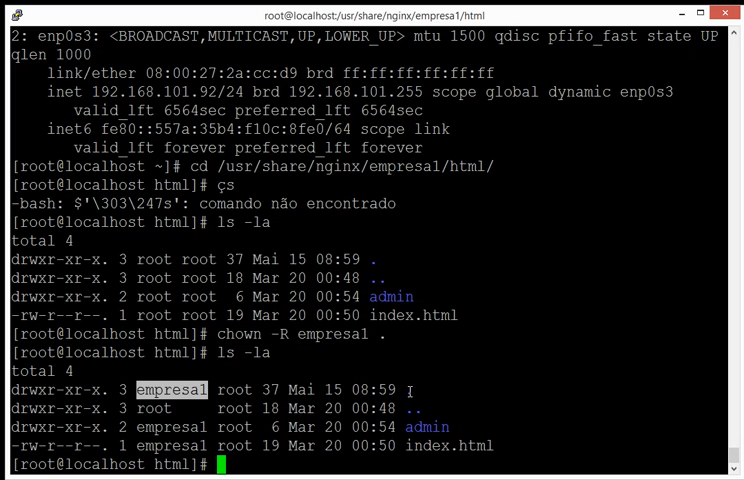 root@localhost:/usr/share/nginx/empresa1/html
2: enp0s3: <BROADCAST,MULTICAST,UP,LOWER_UP> mtu 1500 qdisc pfifo_fast state UP
qlen 1000
link/ether 08:00:27:2a:cc:d9 brd ff:ff:ff:ff:ff:ff
inet 192.168.101.92/24 brd 192.168.101.255 scope global dynamic enp0s3
valid_lft 6564sec preferred_lft 6564sec
inet6 fe80::557a:35b4:f10c:8fe0/64 scope link
valid_lft forever preferred_lft forever
[root@localhost ~]# cd /usr/share/nginx/empresa1/html/
[root@localhost html]# çs
-bash: $'\303\247s': comando não encontrado
[root@localhost html]# ls -la
total 4
drwxr-xr-x. 3 root root 37 Mai 15 08:59 .
drwxr-xr-x. 3 root root 18 Mar 20 00:48 ..
drwxr-xr-x. 2 root root  6 Mar 20 00:54 admin
-rw-r--r--. 1 root root 19 Mar 20 00:50 index.html
[root@localhost html]# chown -R empresa1 .
[root@localhost html]# ls -la
total 4
drwxr-xr-x. 3 empresa1 root 37 Mai 15 08:59 .
drwxr-xr-x. 3 root     root 18 Mar 20 00:48 ..
drwxr-xr-x. 2 empresa1 root  6 Mar 20 00:54 admin
-rw-r--r--. 1 empresa1 root 19 Mar 20 00:50 index.html
[root@localhost html]#